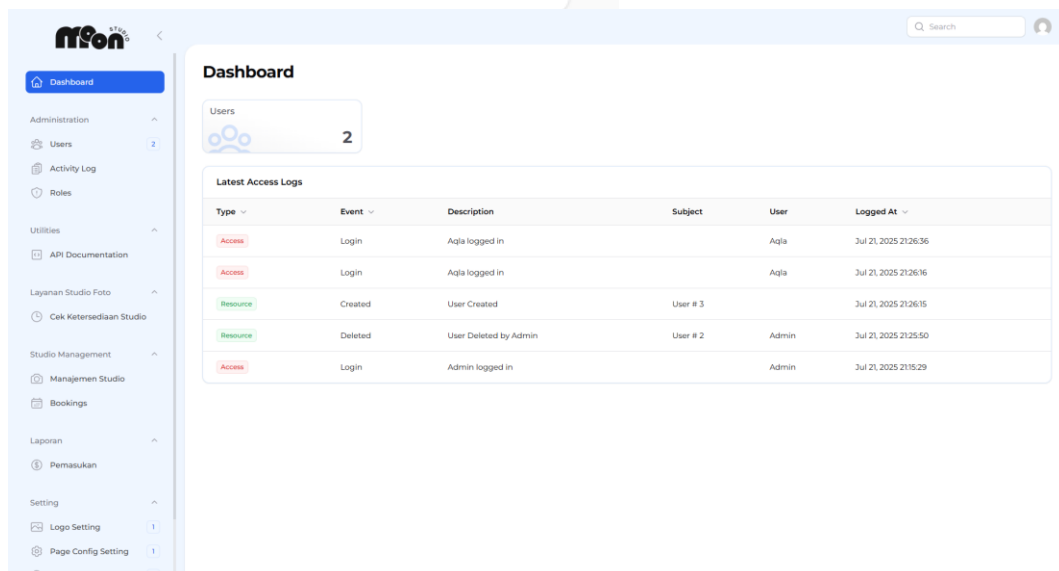 MOON STUDIO
Search
Dashboard
Administration
Users 2
Activity Log
Roles
Utilities
API Documentation
Layanan Studio Foto
Cek Ketersediaan Studio
Studio Management
Manajemen Studio
Bookings
Laporan
Pemasukan
Setting
Logo Setting 1
Page Config Setting 1
Dashboard
Users
2
Latest Access Logs
Type Event Description Subject User Logged At
Access Login Aqla logged in Aqla Jul 21, 2025 21:26:36
Access Login Aqla logged in Aqla Jul 21, 2025 21:26:16
Resource Created User Created User # 3 Jul 21, 2025 21:26:15
Resource Deleted User Deleted by Admin User # 2 Admin Jul 21, 2025 21:25:50
Access Login Admin logged in Admin Jul 21, 2025 21:15:29